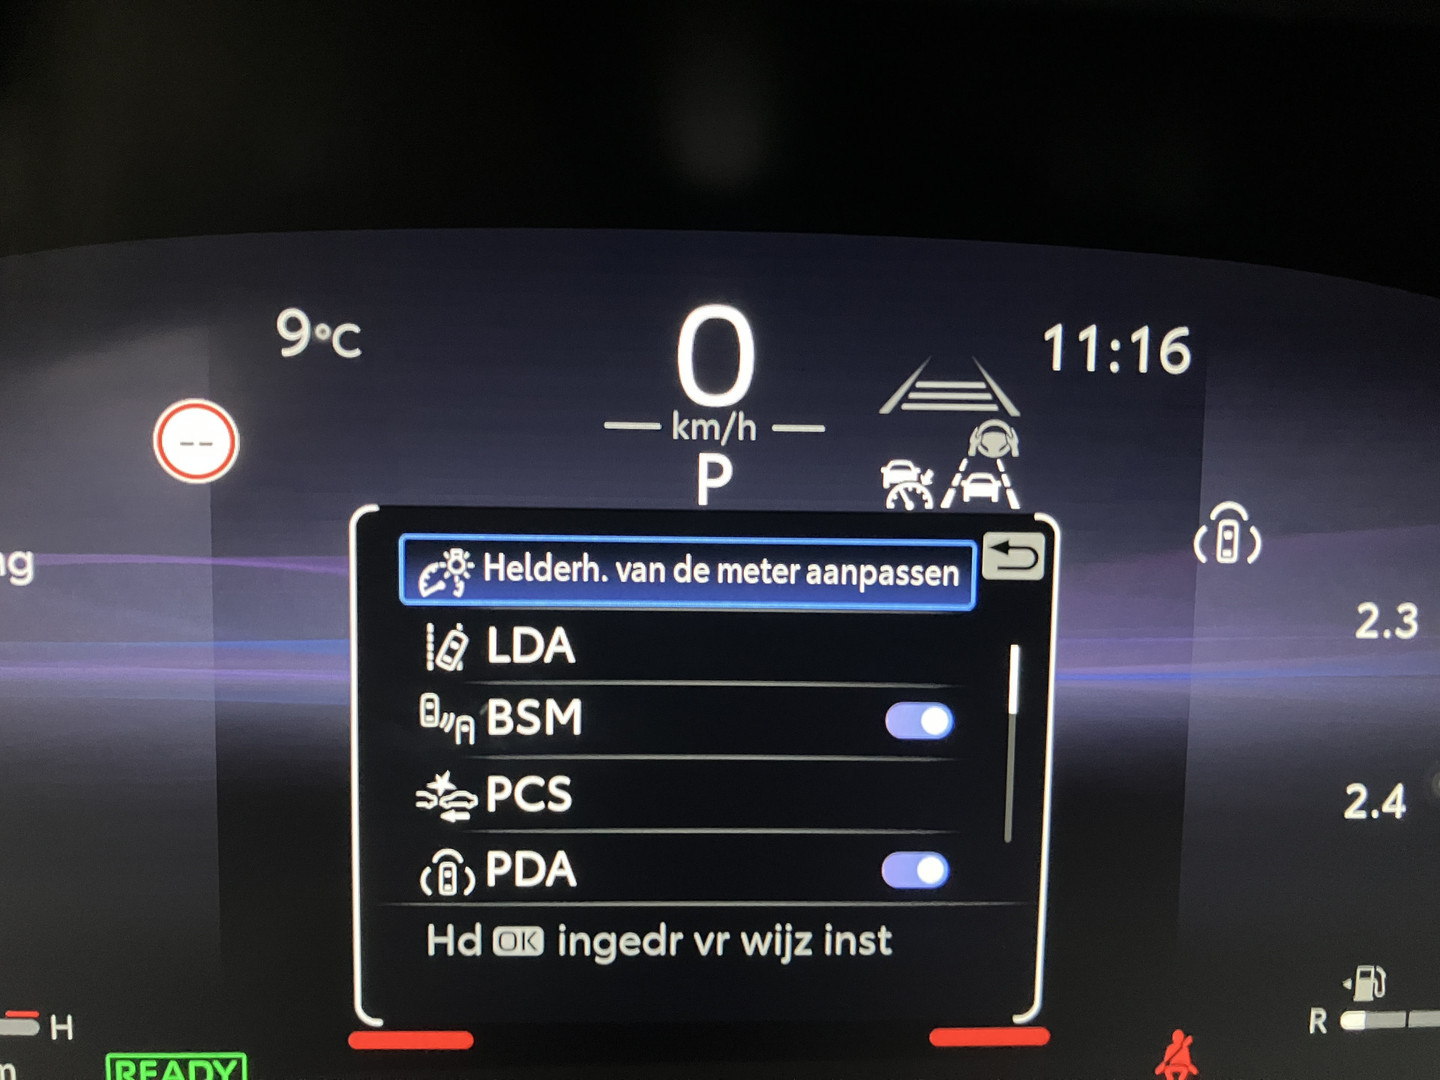 9°C
0
km/h
P
11:16
--
Helderh. van de meter aanpassen
LDA
BSM
PCS
PDA
Hd OK ingedr vr wijz inst
ng
2.3
2.4
H
m
READY
R